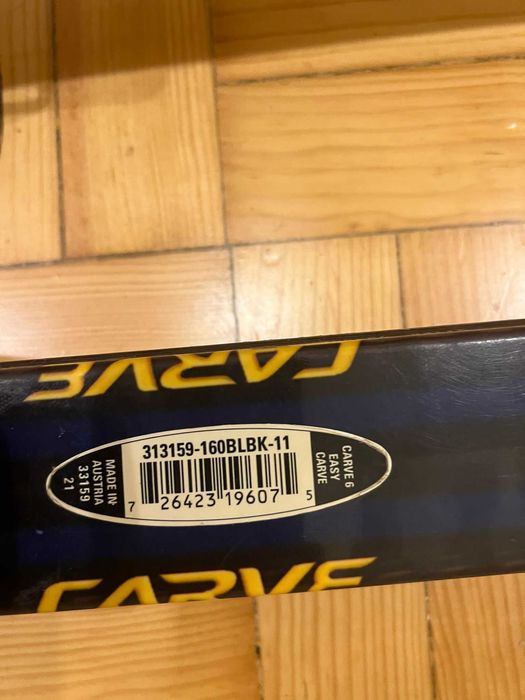 CARVE
313159-160BLBK-11
7 26423 19607 5
MADE IN
AUSTRIA
33159
21
CARVE 6
EASY
CARVE
CARVE